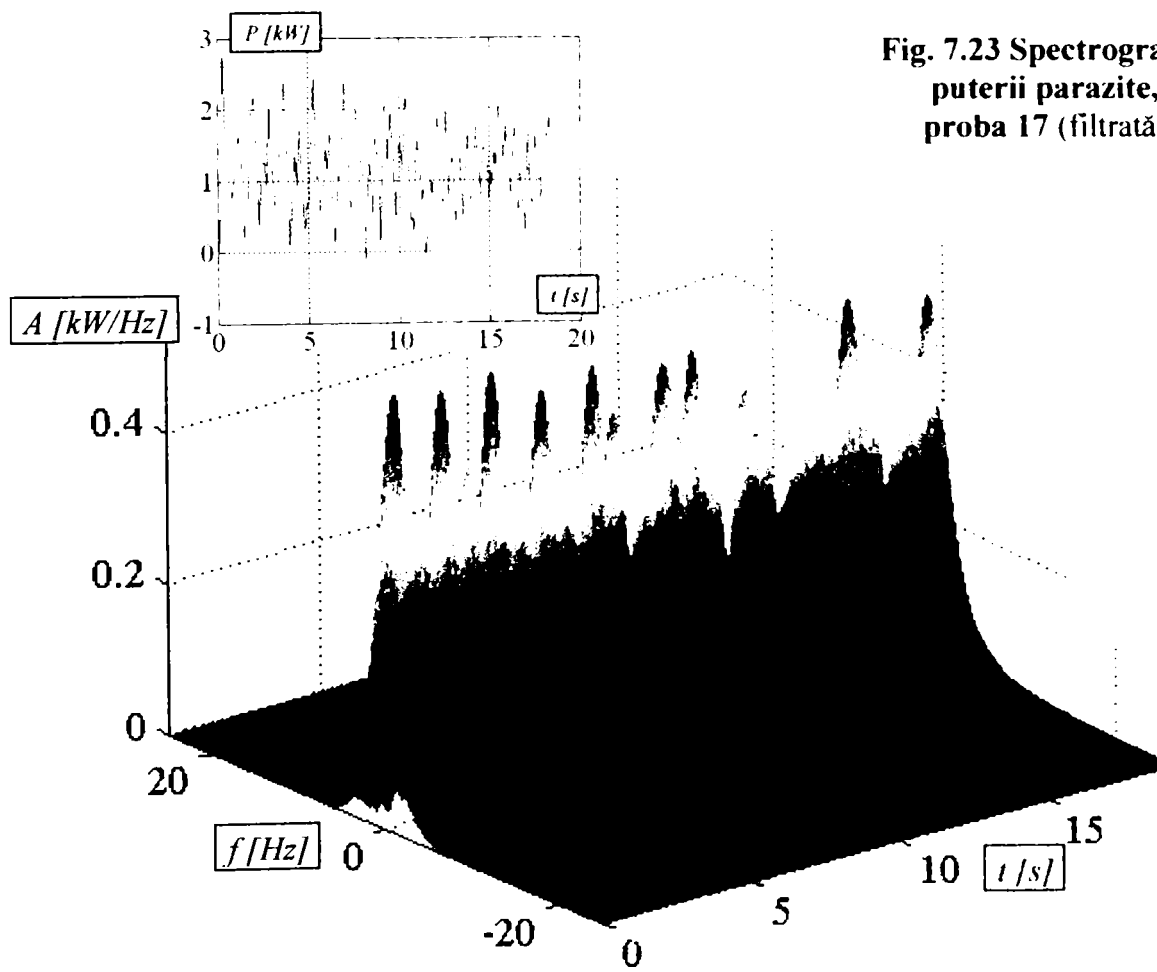 P [kW]
3
2
1
0
-1
0
5
10
15
20
t [s]
Fig. 7.23 Spectrogra
puterii parazite,
proba 17 (filtrată
A [kW/Hz]
0.4
0.2
0
20
f [Hz]
0
-20
0
5
10
15
t [s]